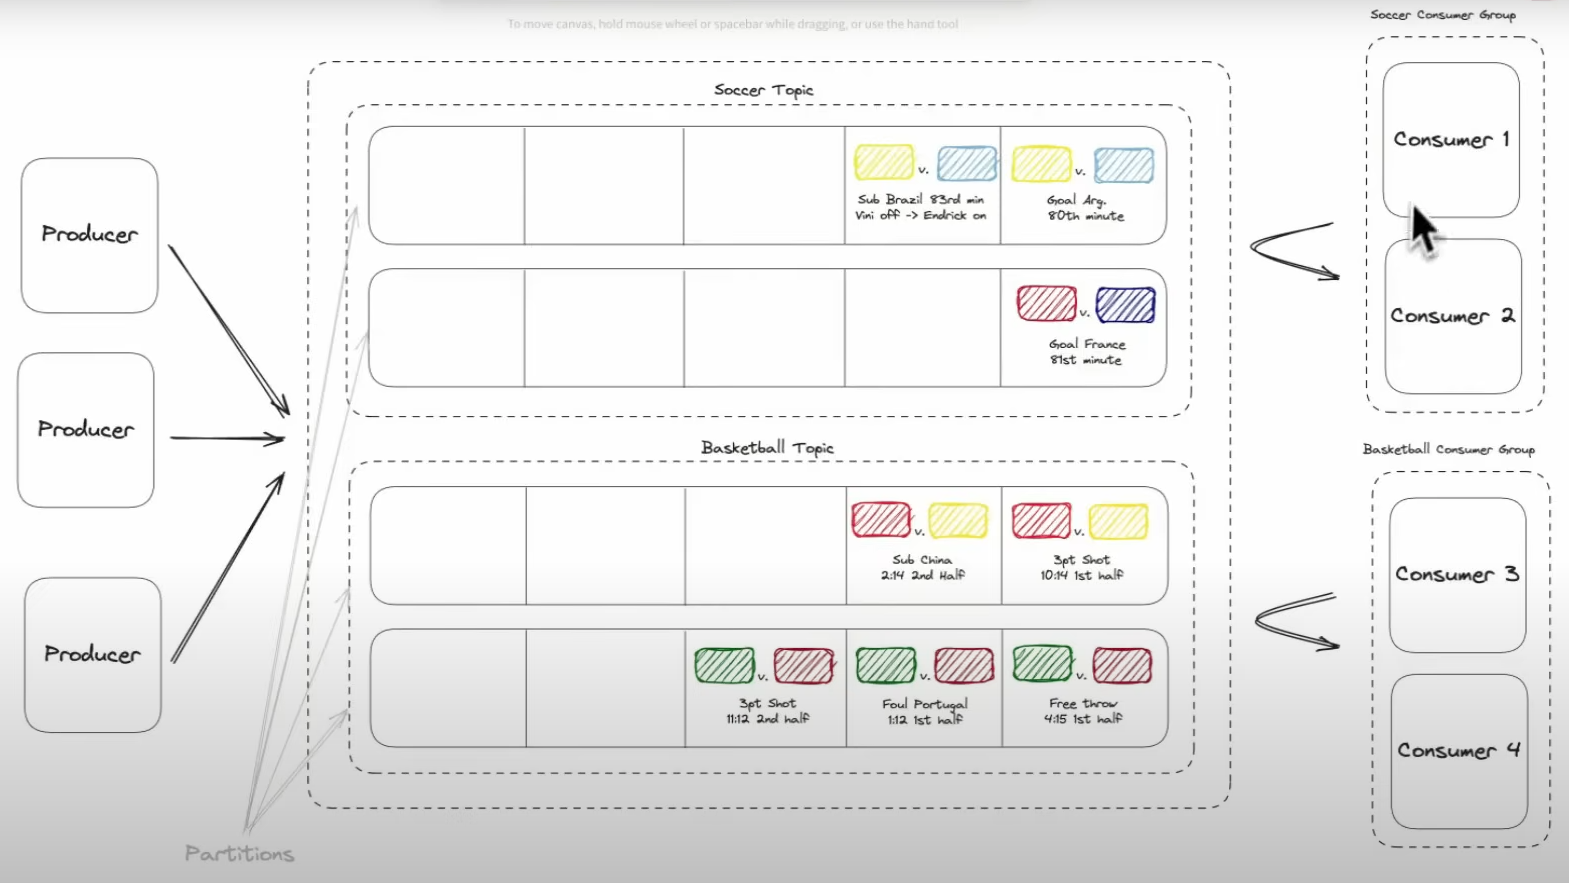 To move canvas, hold mouse wheel or spacebar while dragging, or use the hand tool
Soccer Consumer Group
Soccer Topic
Consumer 1
v.
v.
Sub Brazil 83rd min
Vini off -> Endrick on
Goal Arg.
80th minute
Producer
v.
Goal France
81st minute
Consumer 2
Producer
Basketball Topic
Basketball Consumer Group
v.
v.
Sub China
2:14 2nd Half
3pt Shot
10:14 1st half
Consumer 3
Producer
v.
v.
v.
3pt Shot
11:12 2nd half
Foul Portugal
1:12 1st half
Free throw
4:15 1st half
Consumer 4
Partitions